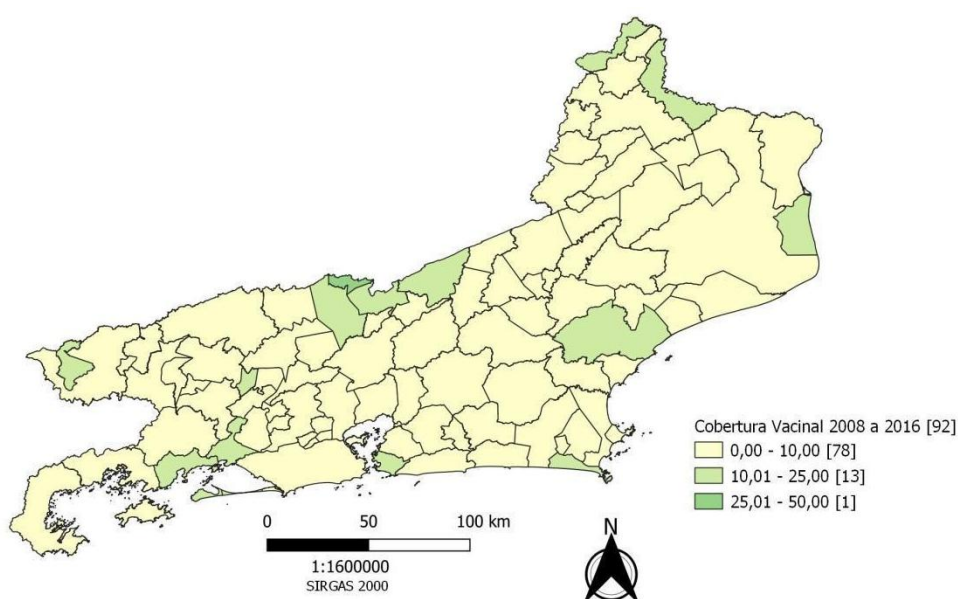 Cobertura Vacinal 2008 a 2016 [92]
0,00 - 10,00 [78]
10,01 - 25,00 [13]
25,01 - 50,00 [1]
0 50 100 km
1:1600000
SIRGAS 2000
N